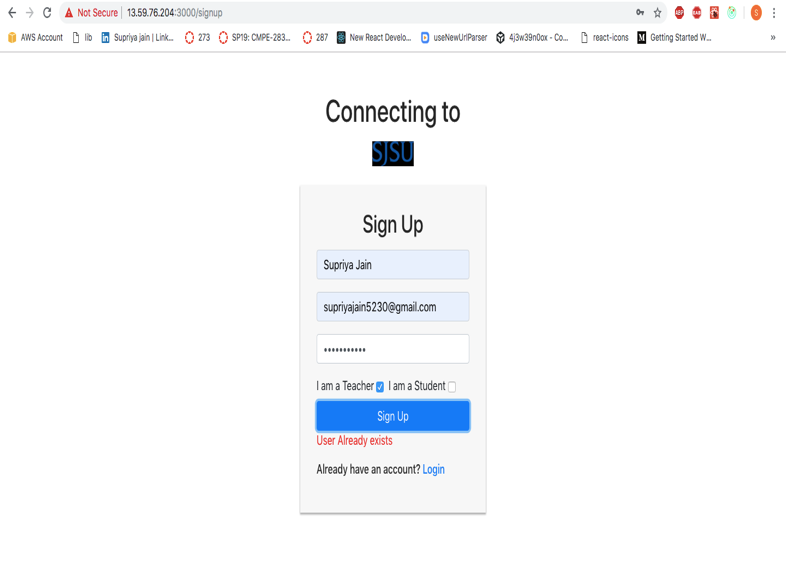 Not Secure 13.59.76.204:3000/signup
AWS Account lib Supriya jain | Link... 273 SP19: CMPE-283... 287 New React Develo... useNewUrlParser 4j3w39n0ox - Co... react-icons Getting Started W... »
Connecting to
SJSU
Sign Up
Supriya Jain
supriyajain5230@gmail.com
•••••••••••
I am a Teacher I am a Student
Sign Up
User Already exists
Already have an account? Login